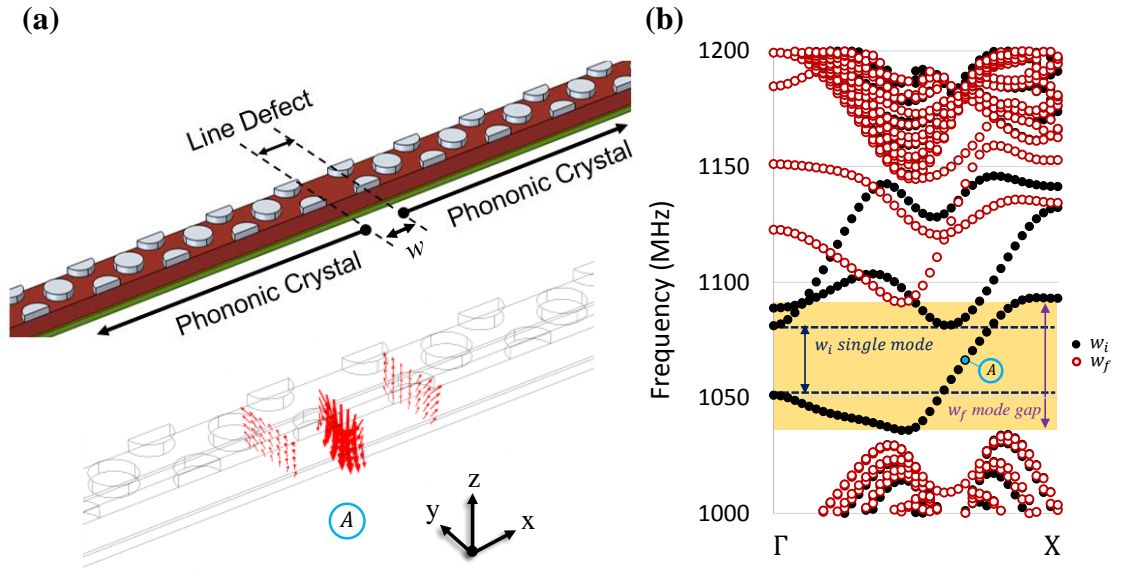 (a)
Line Defect
Phononic Crystal
w
Phononic Crystal
A
z
y
x
(b)
Frequency (MHz)
1200
1150
1100
1050
1000
w_i single mode
A
w_f mode gap
w_i
w_f
Γ
X